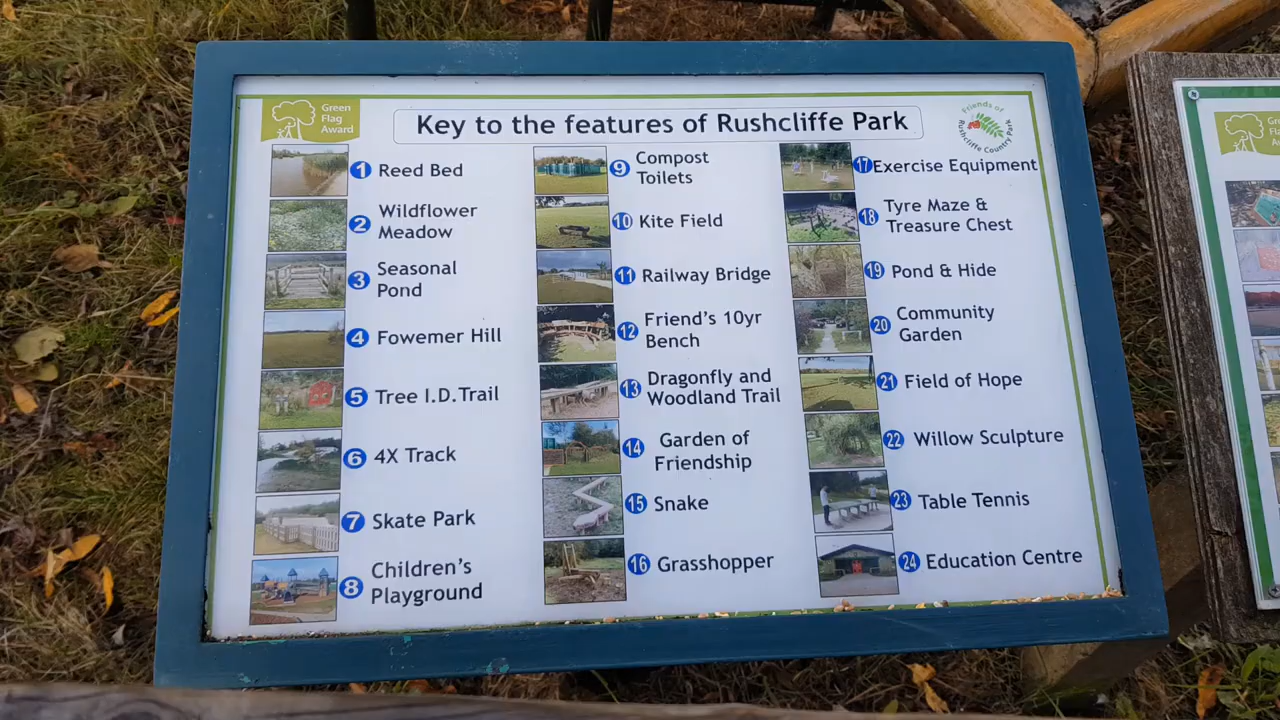 Green
Flag
Award
Key to the features of Rushcliffe Park
Friends of
Rushcliffe Country Park
1 Reed Bed
2 Wildflower
Meadow
3 Seasonal
Pond
4 Fowemer Hill
5 Tree I.D.Trail
6 4X Track
7 Skate Park
8 Children's
Playground
9 Compost
Toilets
10 Kite Field
11 Railway Bridge
12 Friend's 10yr
Bench
13 Dragonfly and
Woodland Trail
14 Garden of
Friendship
15 Snake
16 Grasshopper
17 Exercise Equipment
18 Tyre Maze &
Treasure Chest
19 Pond & Hide
20 Community
Garden
21 Field of Hope
22 Willow Sculpture
23 Table Tennis
24 Education Centre